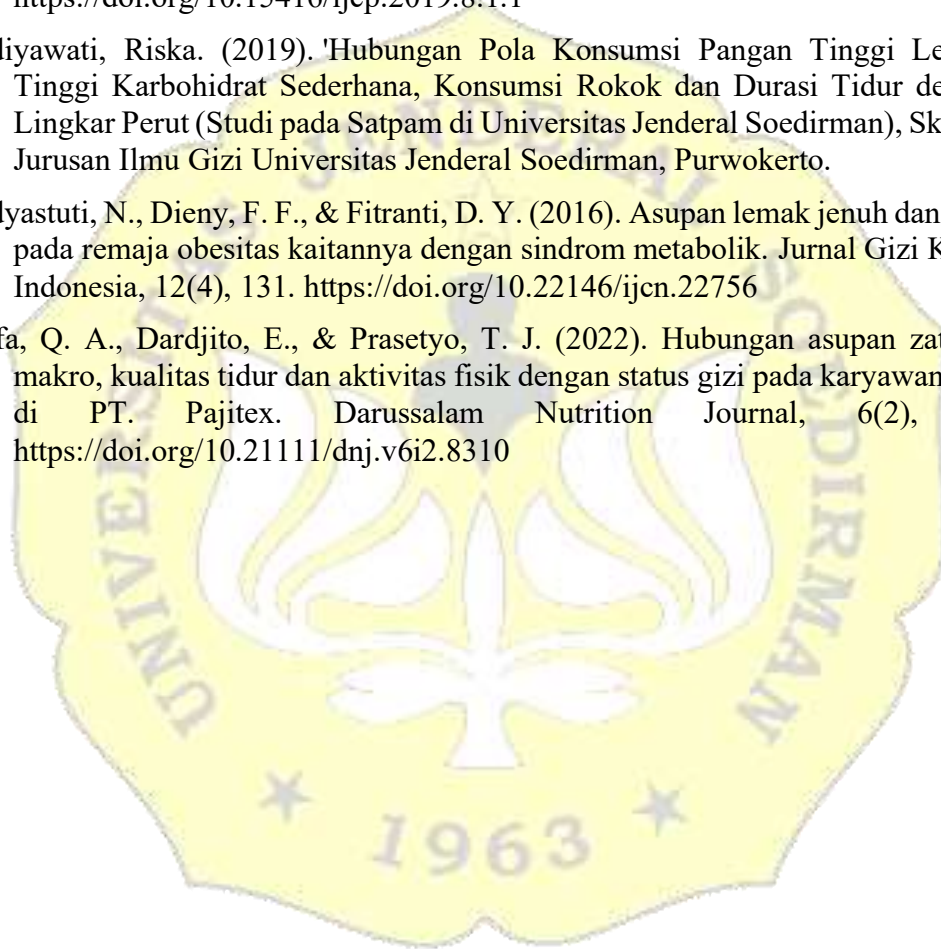 https://doi.org/10.15416/ijcp.2019.8.1.1
diyawati, Riska. (2019). 'Hubungan Pola Konsumsi Pangan Tinggi Le
Tinggi Karbohidrat Sederhana, Konsumsi Rokok dan Durasi Tidur de
Lingkar Perut (Studi pada Satpam di Universitas Jenderal Soedirman), Sk
Jurusan Ilmu Gizi Universitas Jenderal Soedirman, Purwokerto.
dyastuti, N., Dieny, F. F., & Fitranti, D. Y. (2016). Asupan lemak jenuh dan
pada remaja obesitas kaitannya dengan sindrom metabolik. Jurnal Gizi K
Indonesia, 12(4), 131. https://doi.org/10.22146/ijcn.22756
fa, Q. A., Dardjito, E., & Prasetyo, T. J. (2022). Hubungan asupan zat
makro, kualitas tidur dan aktivitas fisik dengan status gizi pada karyawan
di PT. Pajitex. Darussalam Nutrition Journal, 6(2),
https://doi.org/10.21111/dnj.v6i2.8310
UNIVERSITAS JENDERAL SOEDIRMAN
1963